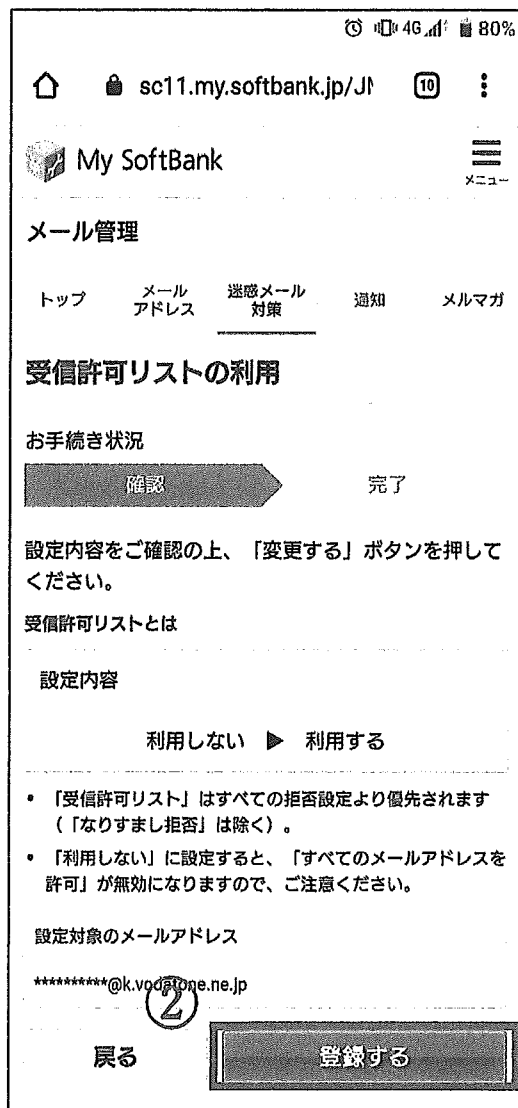 4G 80%
sc11.my.softbank.jp/JI 10
My SoftBank
メニュー
メール管理
トップ
メール
アドレス
迷惑メール
対策
通知
メルマガ
受信許可リストの利用
お手続き状況
確認
完了
設定内容をご確認の上、「変更する」ボタンを押して
ください。
受信許可リストとは
設定内容
利用しない ▶ 利用する
• 「受信許可リスト」はすべての拒否設定より優先されます
(「なりすまし拒否」は除く)。
• 「利用しない」に設定すると、「すべてのメールアドレスを
許可」が無効になりますので、ご注意ください。
設定対象のメールアドレス
**********@k.vodafone.ne.jp
②
戻る
登録する